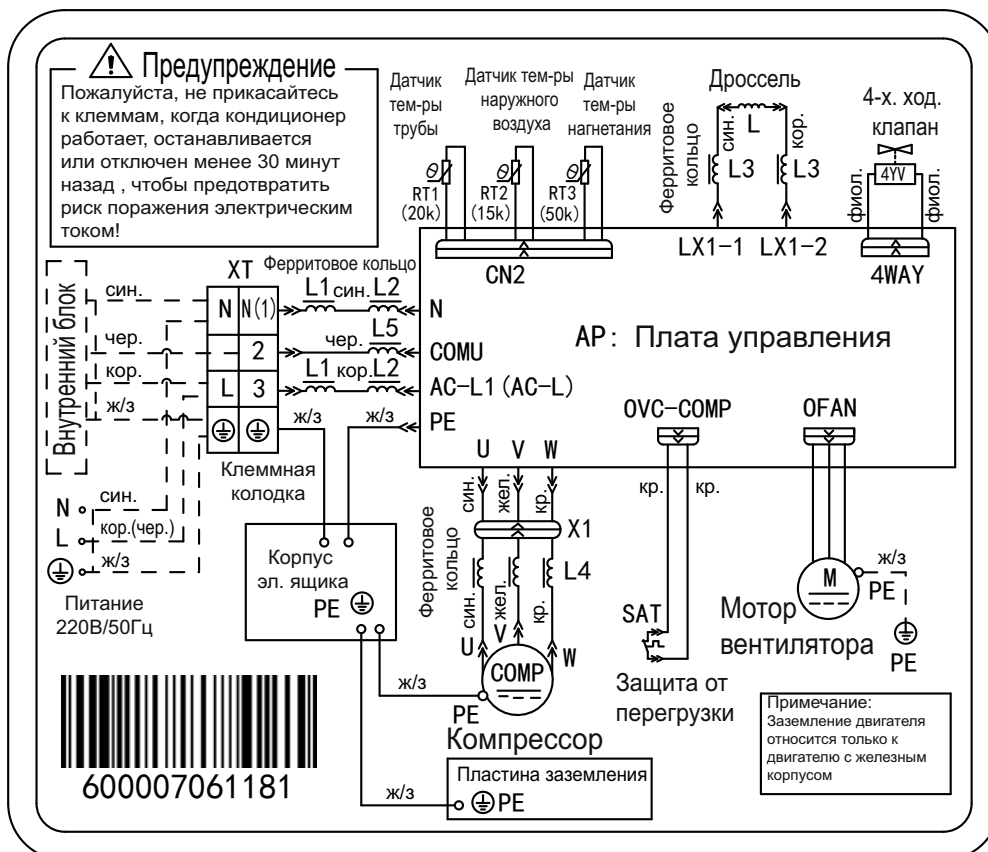 Предупреждение
Пожалуйста, не прикасайтесь
к клеммам, когда кондиционер
работает, останавливается
или отключен менее 30 минут
назад , чтобы предотвратить
риск поражения электрическим
током!
Датчик
тем-ры
трубы
Датчик тем-ры
наружного
воздуха
Датчик
тем-ры
нагнетания
RT1
(20k)
RT2
(15k)
RT3
(50k)
CN2
Ферритовое
кольцо
Дроссель
син.
L
кор.
L3
L3
LX1-1
LX1-2
4-х. ход.
клапан
4YV
фиол.
фиол.
4WAY
AP: Плата управления
Внутренний блок
син.
чер.
кор.
ж/з
XT
N
N(1)
2
L
3
Клеммная
колодка
Ферритовое кольцо
L1
син.
L2
чер.
L5
L1
кор.
L2
ж/з
ж/з
N
COMU
AC-L1 (AC-L)
PE
U
V
W
OVC-COMP
OFAN
N
син.
L
кор.(чер.)
ж/з
Питание
220В/50Гц
Корпус
эл. ящика
PE
Ферритовое
кольцо
син.
жел.
кр.
X1
L4
син.
жел.
кр.
U
V
W
COMP
PE
ж/з
Компрессор
кр.
кр.
SAT
Защита от
перегрузки
M
ж/з
PE
PE
Мотор
вентилятора
Примечание:
Заземление двигателя
относится только к
двигателю с железным
корпусом
600007061181
ж/з
Пластина заземления
PE